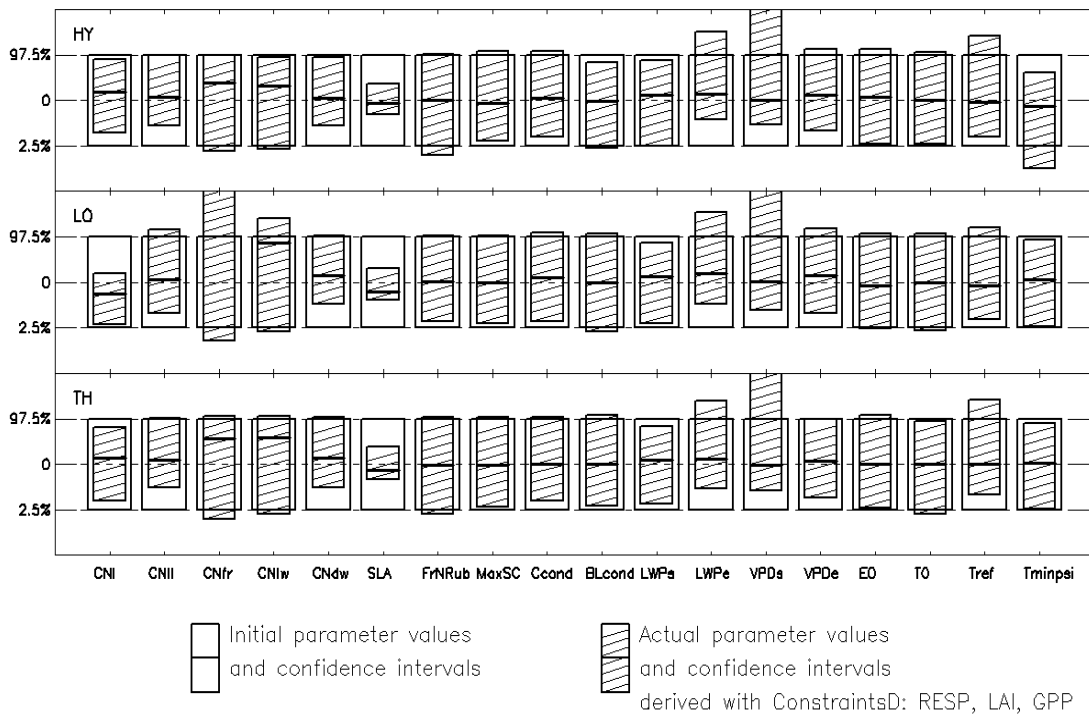 HY
97.5%
0
2.5%
LO
97.5%
0
2.5%
TH
97.5%
0
2.5%
CNl CNll CNfr CNlw CNdw SLA FrNRub MaxSC Ccond BLcond LWPs LWPe VPDs VPDe E0 T0 Tref Tminpsi
Initial parameter values
and confidence intervals
Actual parameter values
and confidence intervals
derived with ConstraintsD: RESP, LAI, GPP